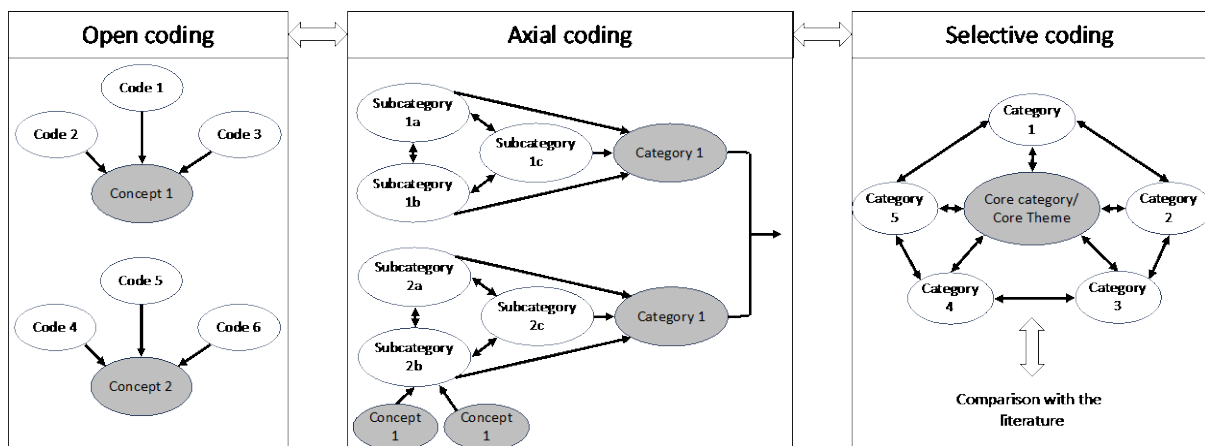 Open coding
Code 1
Code 2
Code 3
Concept 1
Code 5
Code 4
Code 6
Concept 2
Axial coding
Subcategory
1a
Subcategory
1c
Subcategory
1b
Category 1
Subcategory
2a
Subcategory
2c
Subcategory
2b
Category 1
Concept
1
Concept
1
Selective coding
Category
1
Category
5
Core category/
Core Theme
Category
2
Category
4
Category
3
Comparison with the
literature